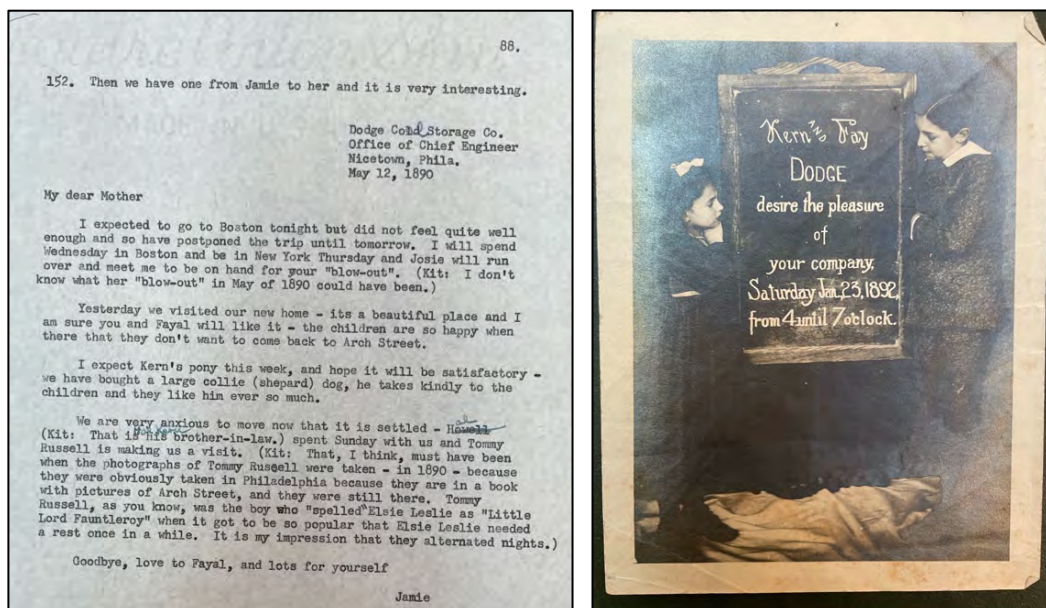 88.
152. Then we have one from Jamie to her and it is very interesting.
Dodge Cold Storage Co.
Office of Chief Engineer
Nicetown, Phila.
May 12, 1890
My dear Mother
I expected to go to Boston tonight but did not feel quite well
enough and so have postponed the trip until tomorrow. I will spend
Wednesday in Boston and be in New York Thursday and Josie will run
over and meet me to be on hand for your "blow-out". (Kit: I don't
know what her "blow-out" in May of 1890 could have been.)
Yesterday we visited our new home - its a beautiful place and I
am sure you and Fayal will like it - the children are so happy when
there that they don't want to come back to Arch Street.
I expect Kern's pony this week, and hope it will be satisfactory -
we have bought a large collie (shepard) dog, he takes kindly to the
children and they like him ever so much.
We are very anxious to move now that it is settled - Howell
(Kit: That is his brother-in-law.) spent Sunday with us and Tommy
Russell is making us a visit. (Kit: That, I think, must have been
when the photographs of Tommy Russell were taken - in 1890 - because
they were obviously taken in Philadelphia because they are in a book
with pictures of Arch Street, and they were still there. Tommy
Russell, as you know, was the boy who "spelled" Elsie Leslie as "Little
Lord Fauntleroy" when it got to be so popular that Elsie Leslie needed
a rest once in a while. It is my impression that they alternated nights.)
Goodbye, love to Fayal, and lots for yourself
Jamie
Kern AND Fay
DODGE
desire the pleasure
of
your company,
Saturday Jan. 23, 1892,
from 4 until 7 o'clock.